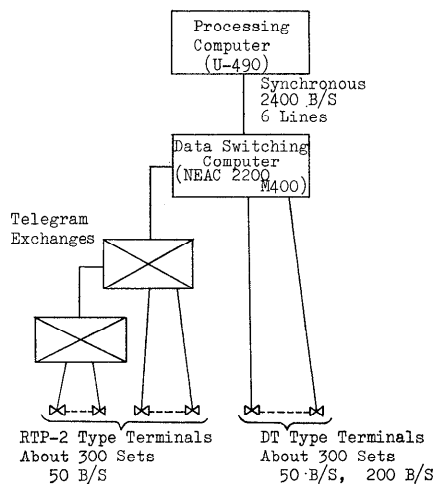 Processing
Computer
(U-490)
Synchronous
2400 B/S
6 Lines
Data Switching
Computer
(NEAC 2200
M400)
Telegram
Exchanges
RTP-2 Type Terminals
About 300 Sets
50 B/S
DT Type Terminals
About 300 Sets
50 B/S, 200 B/S